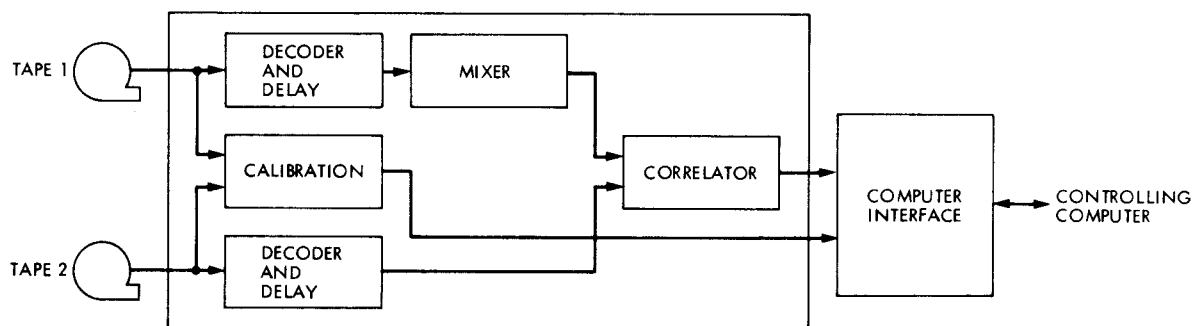 TAPE 1
DECODER
AND
DELAY
MIXER
CALIBRATION
CORRELATOR
COMPUTER
INTERFACE
CONTROLLING
COMPUTER
TAPE 2
DECODER
AND
DELAY